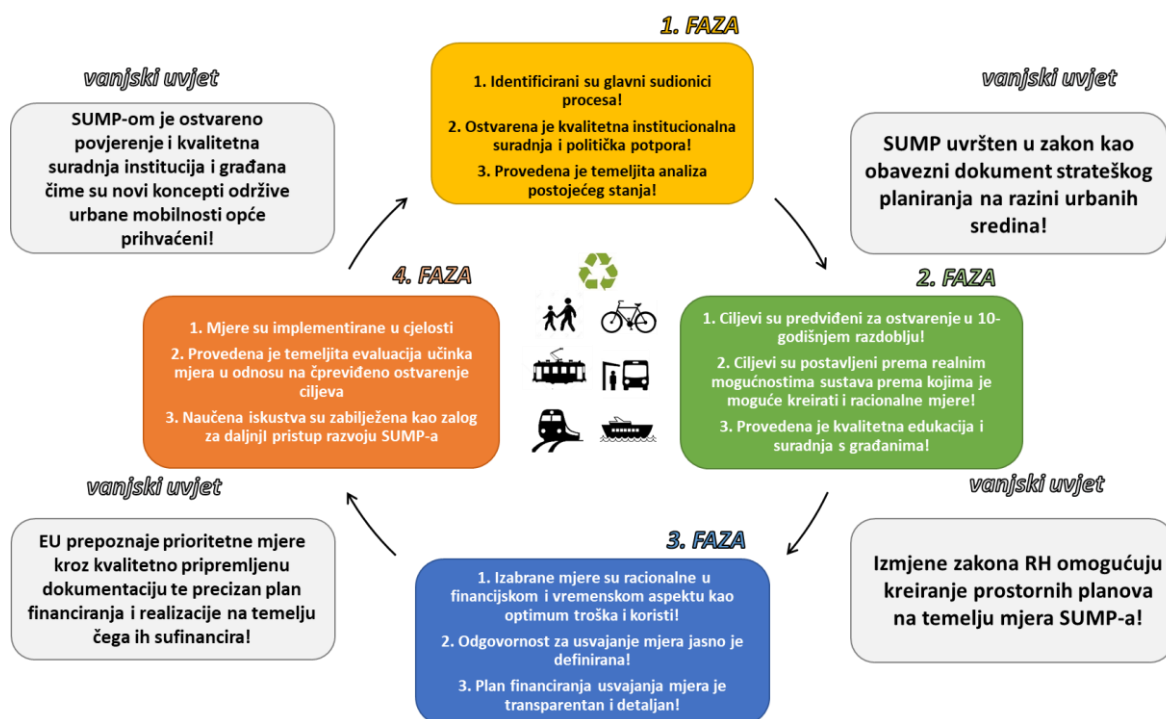 1. FAZA
1. Identificirani su glavni sudionici
procesa!
2. Ostvarena je kvalitetna institucionalna
suradnja i politička potpora!
3. Provedena je temeljita analiza
postojećeg stanja!
vanjski uvjet
SUMP-om je ostvareno
povjerenje i kvalitetna
suradnja institucija i građana
čime su novi koncepti održive
urbane mobilnosti opće
prihvaćeni!
vanjski uvjet
SUMP uvršten u zakon kao
obavezni dokument strateškog
planiranja na razini urbanih
sredina!
2. FAZA
1. Ciljevi su predviđeni za ostvarenje u 10-
godišnjem razdoblju!
2. Ciljevi su postavljeni prema realnim
mogućnostima sustava prema kojima je
moguće kreirati i racionalne mjere!
3. Provedena je kvalitetna edukacija i
suradnja s građanima!
4. FAZA
1. Mjere su implementirane u cjelosti
2. Provedena je temeljita evaluacija učinka
mjera u odnosu na čpreviđeno ostvarenje
ciljeva
3. Naučena iskustva su zabilježena kao zalog
za daljnjI pristup razvoju SUMP-a
vanjski uvjet
EU prepoznaje prioritetne mjere
kroz kvalitetno pripremljenu
dokumentaciju te precizan plan
financiranja i realizacije na temelju
čega ih sufinancira!
vanjski uvjet
Izmjene zakona RH omogućuju
kreiranje prostornih planova
na temelju mjera SUMP-a!
3. FAZA
1. Izabrane mjere su racionalne u
financijskom i vremenskom aspektu kao
optimum troška i koristi!
2. Odgovornost za usvajanje mjera jasno je
definirana!
3. Plan financiranja usvajanja mjera je
transparentan i detaljan!